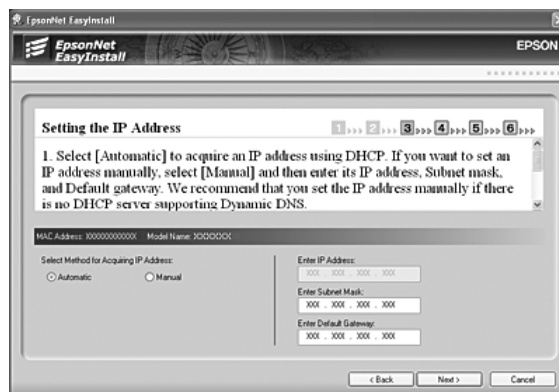 EpsonNet EasyInstall
EpsonNet
EasyInstall
EPSON
Setting the IP Address
1 >>> 2 >>> 3 >>> 4 >>> 5 >>> 6 >>>
1. Select [Automatic] to acquire an IP address using DHCP. If you want to set an
IP address manually, select [Manual] and then enter its IP address, Subnet mask,
and Default gateway. We recommend that you set the IP address manually if there
is no DHCP server supporting Dynamic DNS.
MAC Address: XXXXXXXXXXXX Model Name: XXXXXXX
Select Method for Acquiring IP Address:
Automatic
Manual
Enter IP Address:
XXX . XXX . XXX . XXX
Enter Subnet Mask:
XXX . XXX . XXX . XXX
Enter Default Gateway:
XXX . XXX . XXX . XXX
< Back
Next >
Cancel